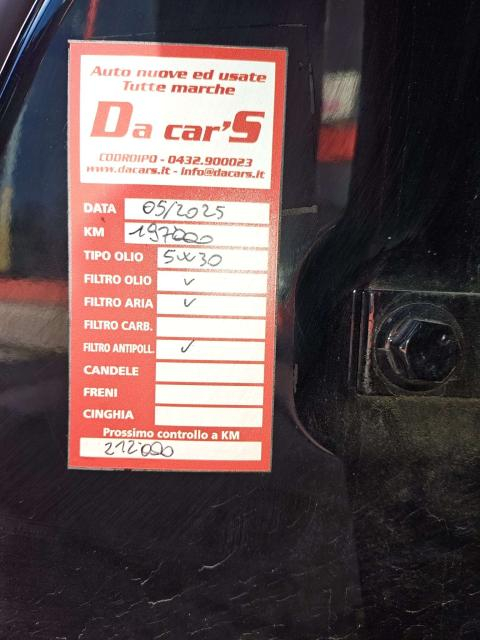 Auto nuove ed usate
Tutte marche
Da car'S
CODROIPO - 0432.900023
www.dacars.it - info@dacars.it
DATA 05/2025
KM 197000
TIPO OLIO 5W30
FILTRO OLIO ✓
FILTRO ARIA ✓
FILTRO CARB.
FILTRO ANTIPOLL. ✓
CANDELE
FRENI
CINGHIA
Prossimo controllo a KM
212000